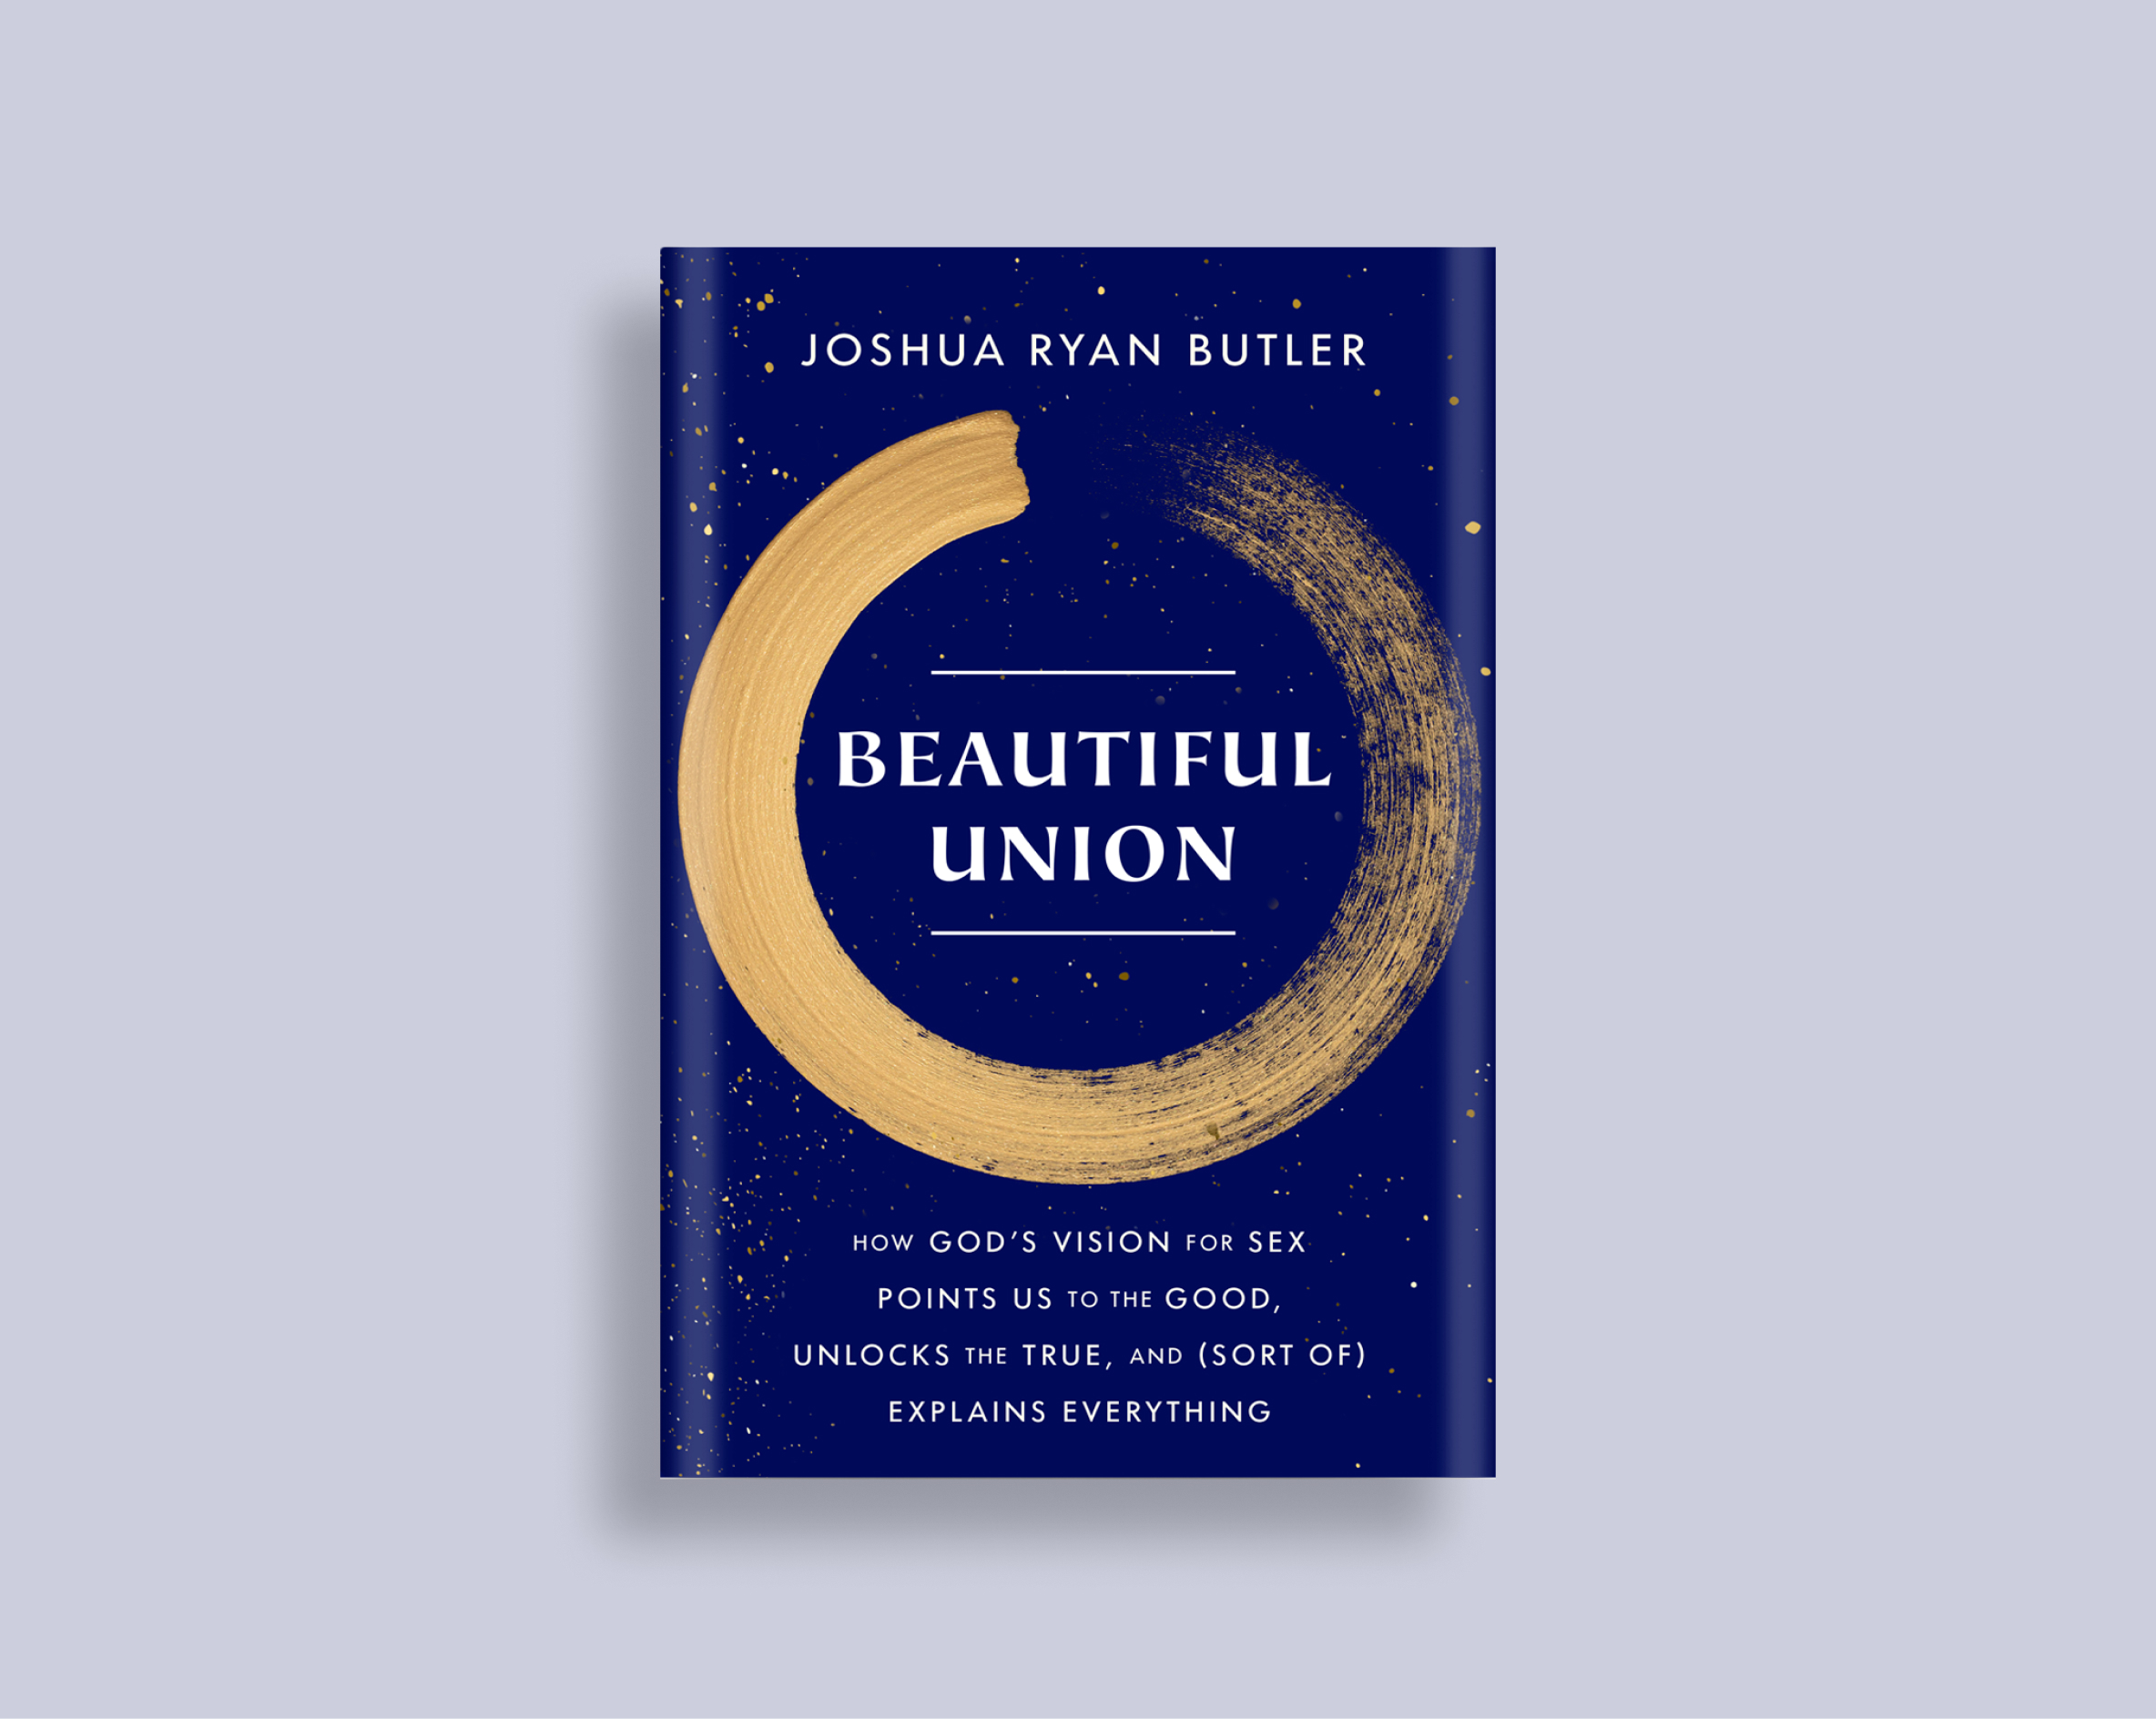 JOSHUA RYAN BUTLER
BEAUTIFUL
UNION
HOW GOD'S VISION FOR SEX
POINTS US TO THE GOOD,
UNLOCKS THE TRUE, AND (SORT OF)
EXPLAINS EVERYTHING